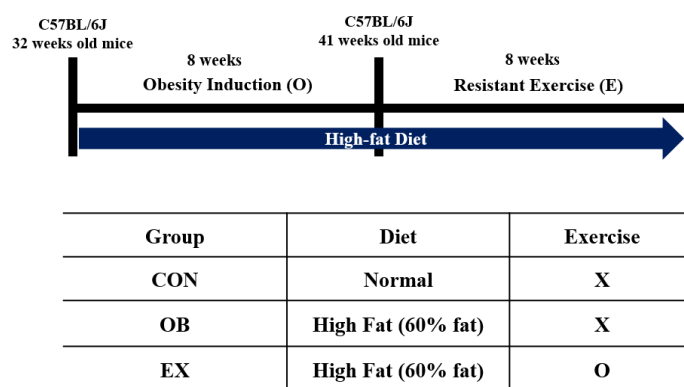 C57BL/6J
32 weeks old mice
C57BL/6J
41 weeks old mice
8 weeks
Obesity Induction (O)
8 weeks
Resistant Exercise (E)
High-fat Diet
Group Diet Exercise
CON Normal X
OB High Fat (60% fat) X
EX High Fat (60% fat) O